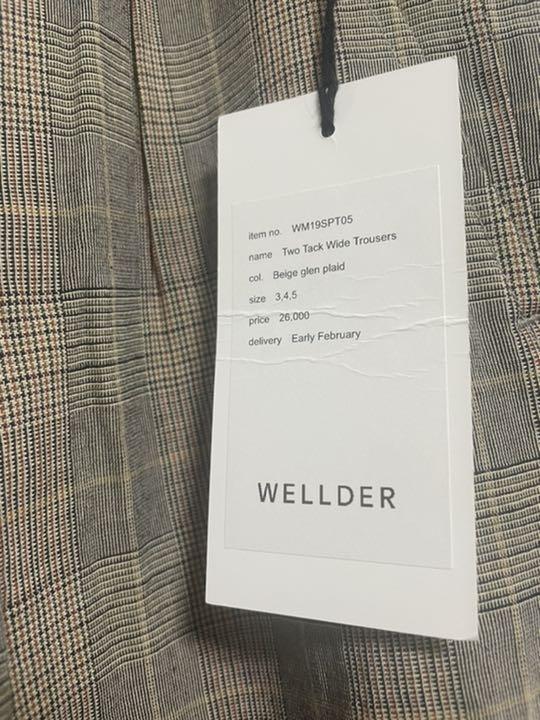 item no. WM19SPT05
name Two Tack Wide Trousers
col. Beige glen plaid
size 3,4,5
price 26,000
delivery Early February
WELLDER